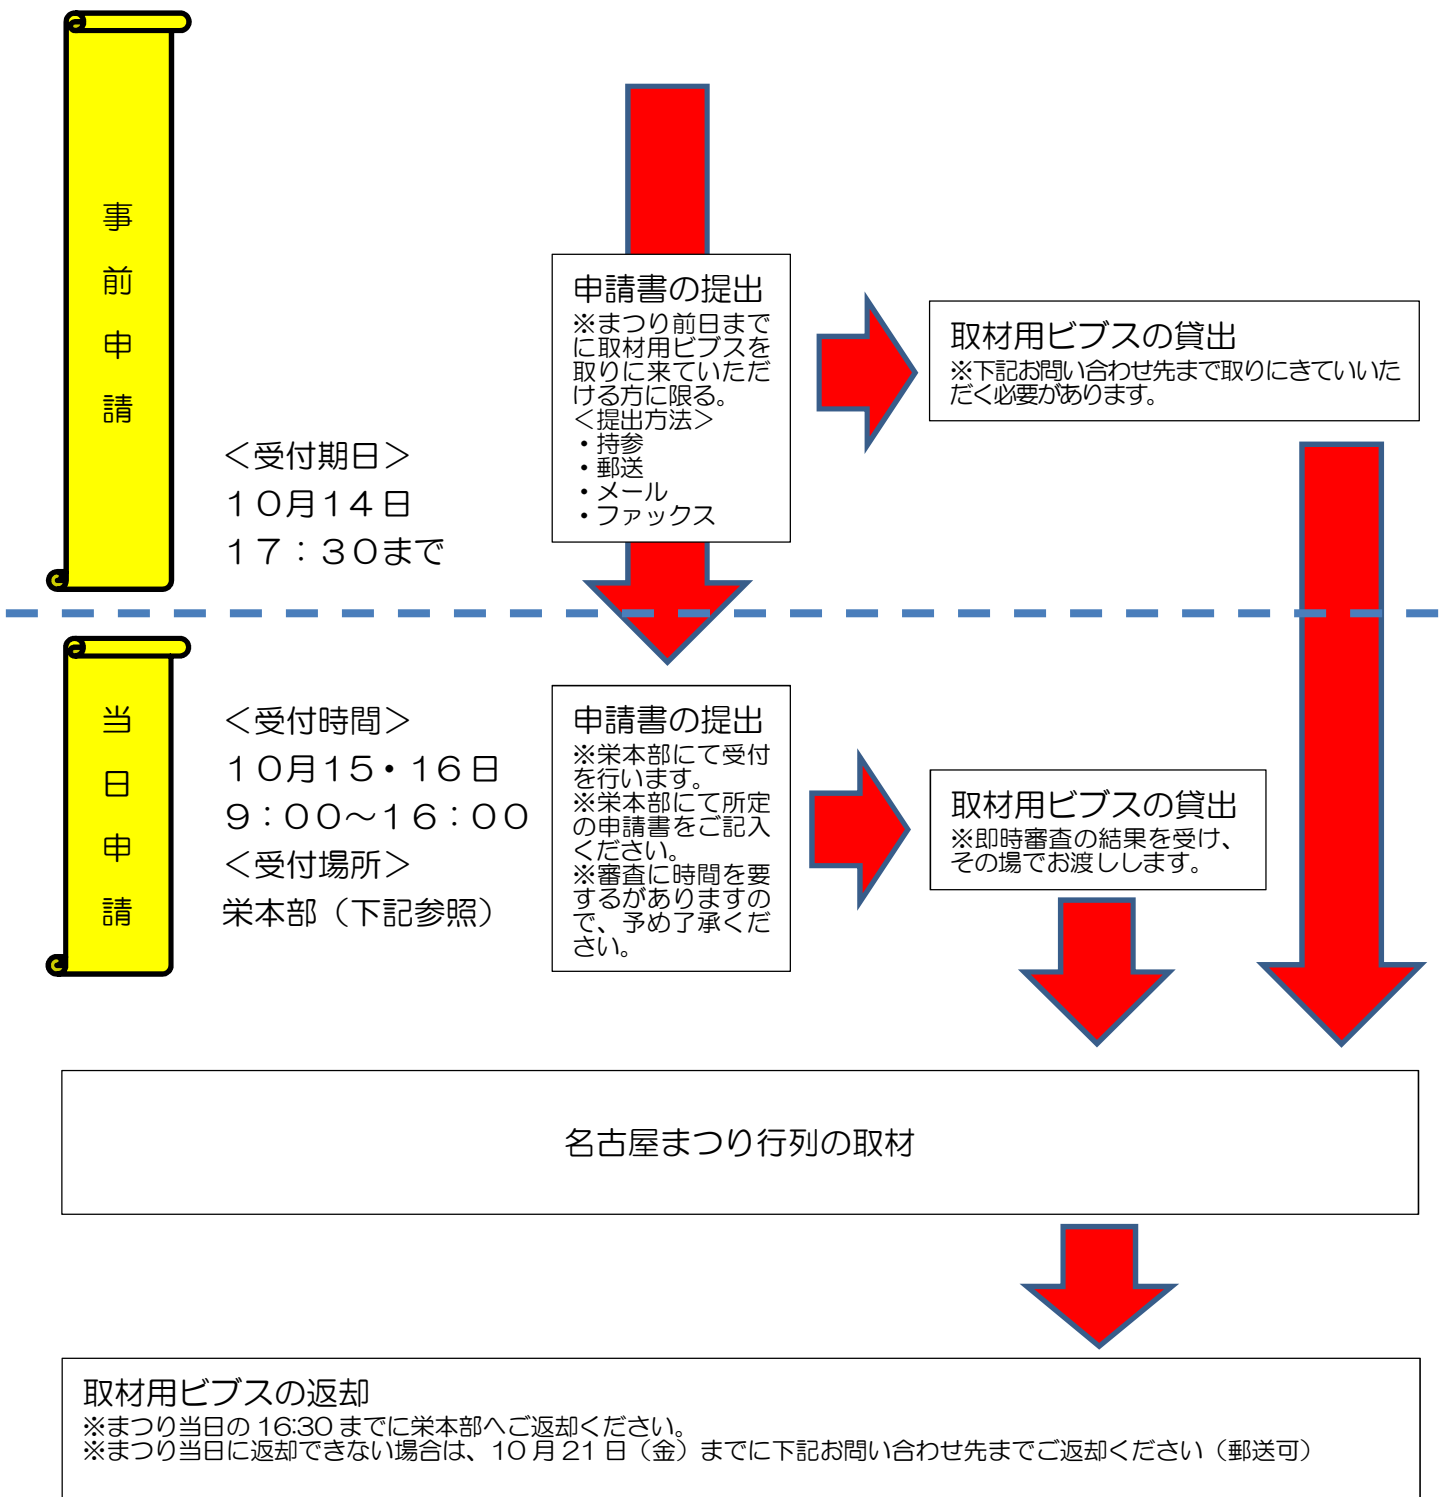 事前申請
＜受付期日＞
１０月１４日
１７：３０まで
申請書の提出
※まつり前日まで
に取材用ビブスを
取りに来ていただ
ける方に限る。
＜提出方法＞
・持参
・郵送
・メール
・ファックス
取材用ビブスの貸出
※下記お問い合わせ先まで取りにきていいた
だく必要があります。
当日申請
＜受付時間＞
１０月１５・１６日
９：００～１６：００
＜受付場所＞
栄本部（下記参照）
申請書の提出
※栄本部にて受付
を行います。
※栄本部にて所定
の申請書をご記入
ください。
※審査に時間を要
するがありますの
で、予め了承くだ
さい。
取材用ビブスの貸出
※即時審査の結果を受け、
その場でお渡しします。
名古屋まつり行列の取材
取材用ビブスの返却
※まつり当日の 16:30 までに栄本部へご返却ください。
※まつり当日に返却できない場合は、10 月 21 日（金）までに下記お問い合わせ先までご返却ください（郵送可）